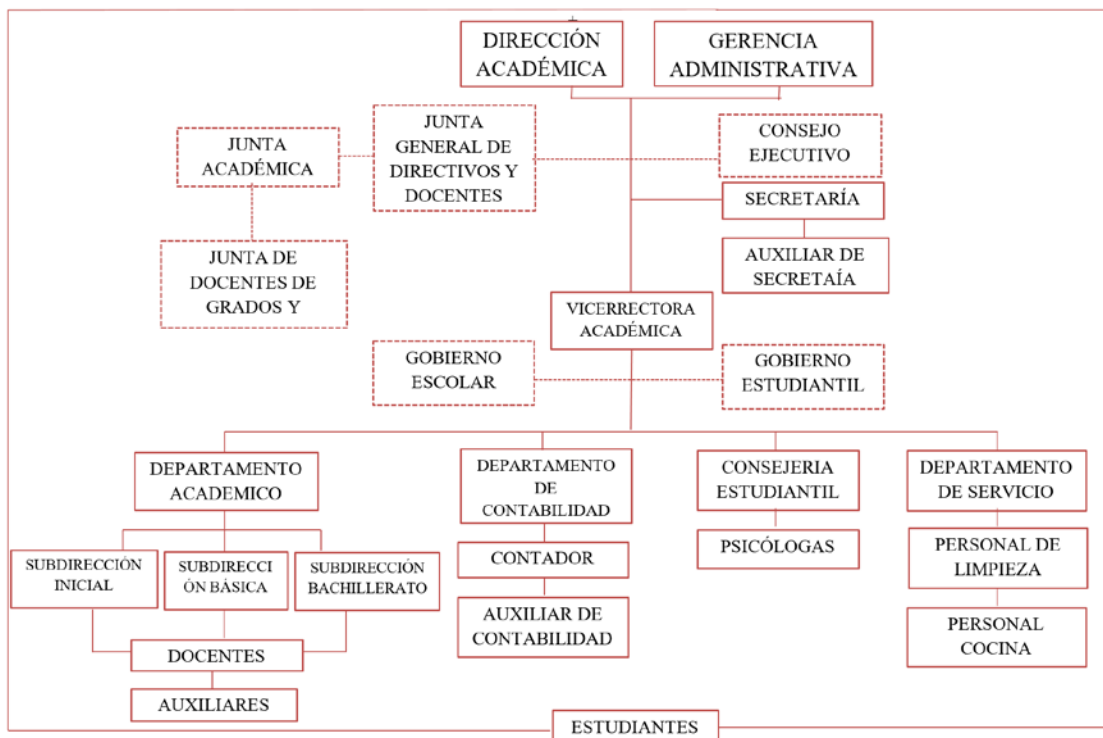 DIRECCIÓN
ACADÉMICA
GERENCIA
ADMINISTRATIVA
JUNTA
ACADÉMICA
JUNTA
GENERAL DE
DIRECTIVOS Y
DOCENTES
CONSEJO
EJECUTIVO
SECRETARÍA
JUNTA DE
DOCENTES DE
GRADOS Y
AUXILIAR DE
SECRETAÍA
VICERRECTORA
ACADÉMICA
GOBIERNO
ESCOLAR
GOBIERNO
ESTUDIANTIL
DEPARTAMENTO
ACADEMICO
DEPARTAMENTO
DE
CONTABILIDAD
CONSEJERIA
ESTUDIANTIL
DEPARTAMENTO
DE SERVICIO
SUBDIRECCIÓN
INICIAL
SUBDIRECCI
ÓN BÁSICA
SUBDIRECCIÓN
BACHILLERATO
CONTADOR
PSICÓLOGAS
PERSONAL DE
LIMPIEZA
AUXILIAR DE
CONTABILIDAD
PERSONAL
COCINA
DOCENTES
AUXILIARES
ESTUDIANTES